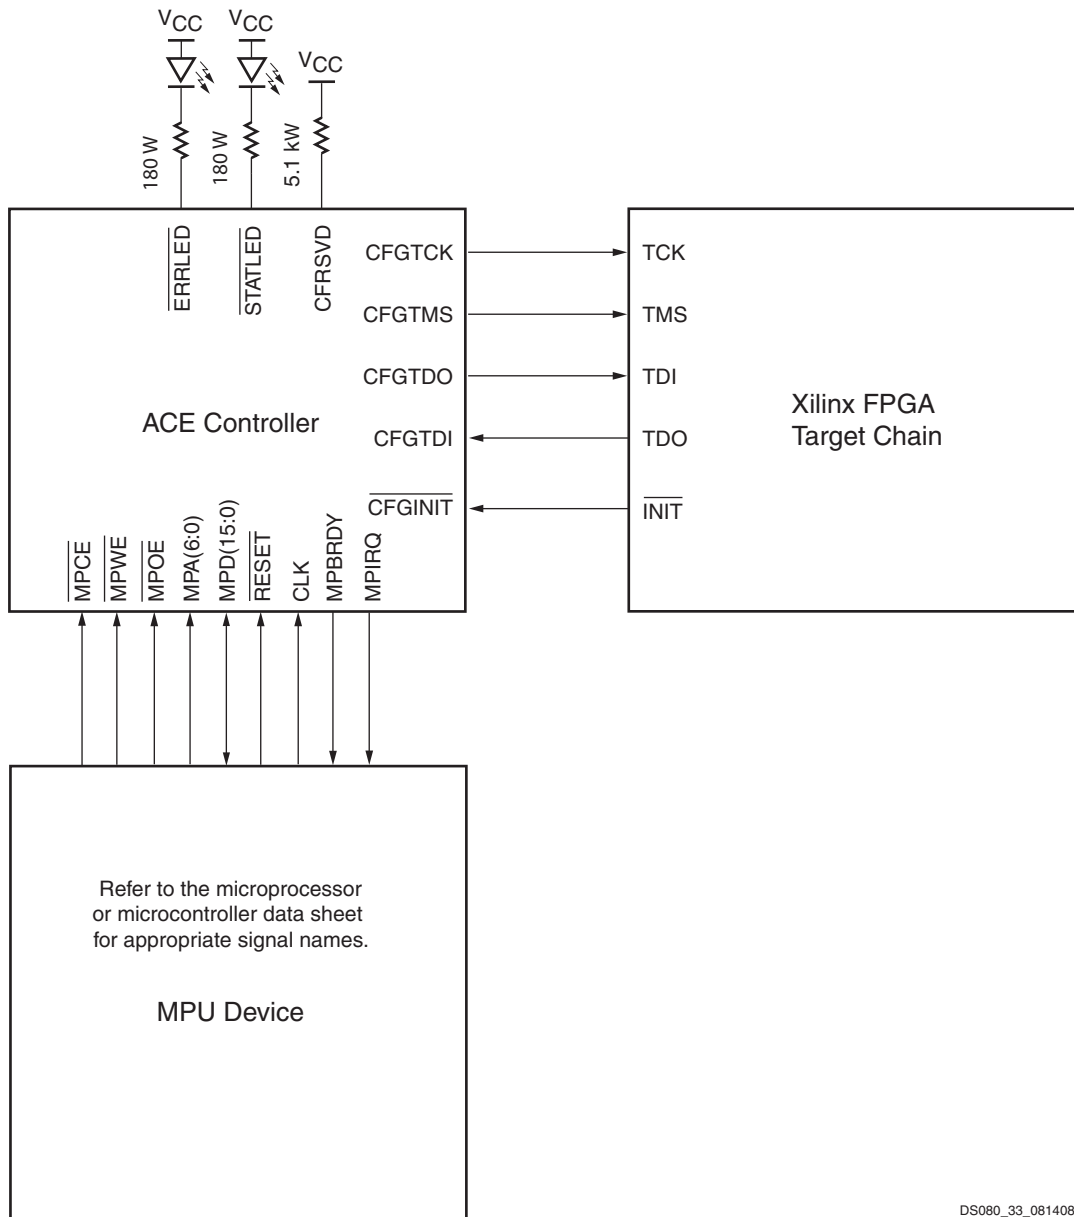 VCC
VCC
VCC
180 W
180 W
5.1 kW
ERRLED
STATLED
CFRSVD
CFGTCK
CFGTMS
CFGTDO
CFGTDI
CFGINIT
ACE Controller
TCK
TMS
TDI
TDO
INIT
Xilinx FPGA
Target Chain
MPCE
MPWE
MPOE
MPA(6:0)
MPD(15:0)
RESET
CLK
MPBRDY
MPIRQ
Refer to the microprocessor
or microcontroller data sheet
for appropriate signal names.
MPU Device
DS080_33_081408